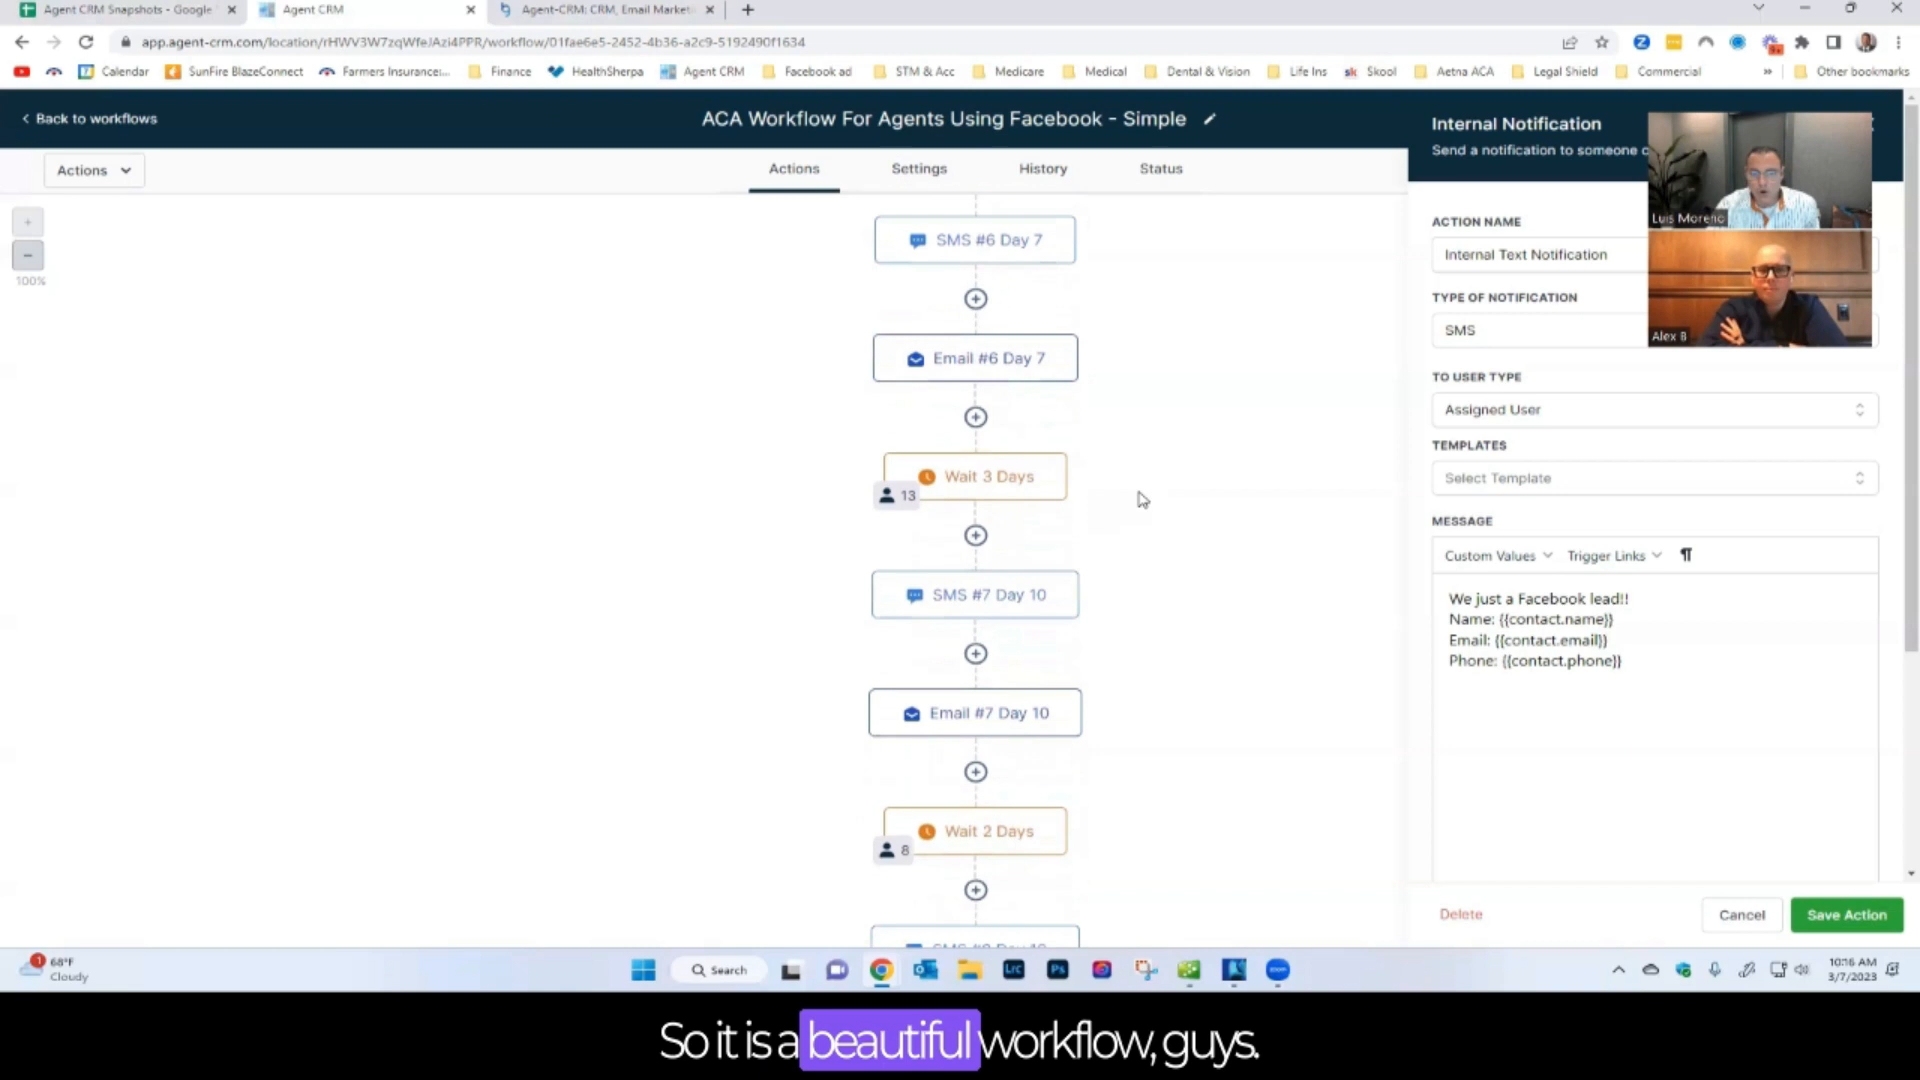 Agent CRM Snapshots - Google
Agent CRM
Agent-CRM: CRM, Email Market
app.agent-crm.com/location/rHWV3W7zqWfeJAzi4PPR/workflow/01fae6e5-2452-4b36-a2c9-5192490f1634
Calendar
SunFire BlazeConnect
Farmers Insurance:...
Finance
HealthSherpa
Agent CRM
Facebook ad
STM & Acc
Medicare
Medical
Dental & Vision
Life Ins
sk Skool
Aetna ACA
Legal Shield
Commercial
»
Other bookmarks
Back to workflows
ACA Workflow For Agents Using Facebook - Simple
Actions
Actions
Settings
History
Status
+
−
100%
SMS #6 Day 7
Email #6 Day 7
Wait 3 Days
13
SMS #7 Day 10
Email #7 Day 10
Wait 2 Days
8
Internal Notification
Send a notification to someone
Luis Moreno
Alex B
ACTION NAME
Internal Text Notification
TYPE OF NOTIFICATION
SMS
TO USER TYPE
Assigned User
TEMPLATES
Select Template
MESSAGE
Custom Values
Trigger Links
¶
We just a Facebook lead!!
Name: {{contact.name}}
Email: {{contact.email}}
Phone: {{contact.phone}}
Delete
Cancel
Save Action
1
68°F
Cloudy
Search
Lrc
Ps
zoom
10:16 AM
3/7/2023
So it is a beautiful workflow, guys.